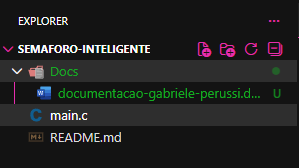 EXPLORER
SEMAFORO-INTELIGENTE
Docs
documentacao-gabriele-perussi.d... U
main.c
README.md